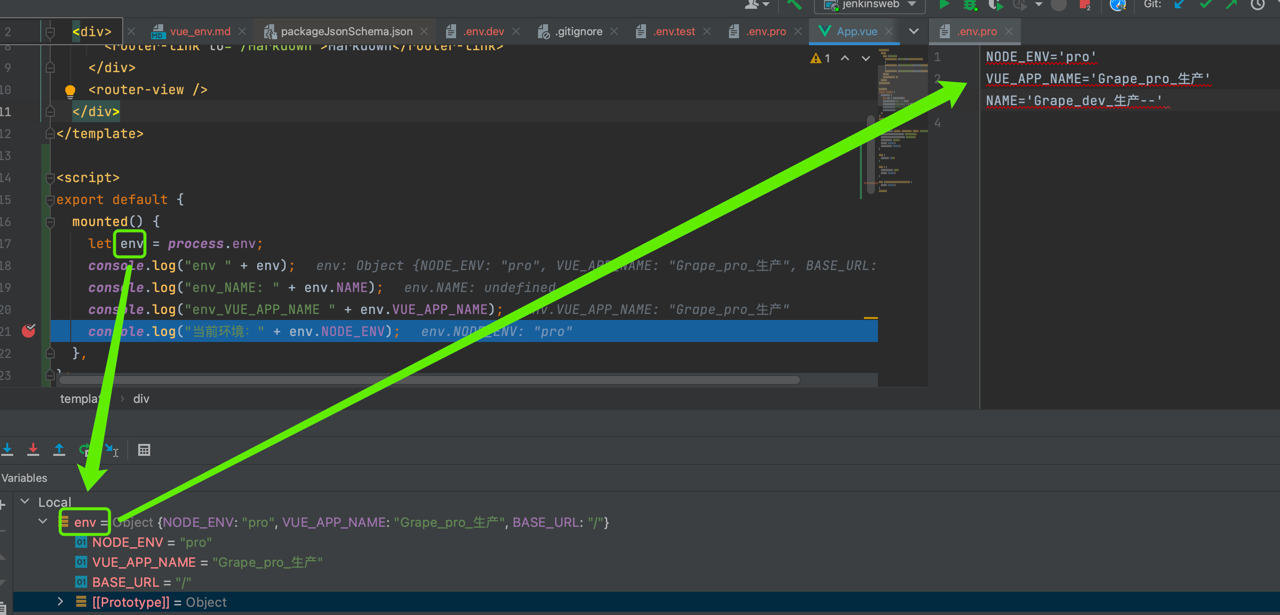 jenkinsweb
Git:
2 <div>
vue_env.md
packageJsonSchema.json
.env.dev
.gitignore
.env.test
.env.pro
App.vue
.env.pro
1
9 </div>
10 <router-view />
11 </div>
12 </template>
13
14 <script>
15 export default {
16 mounted() {
17 let env = process.env;
18 console.log("env " + env); env: Object {NODE_ENV: "pro", VUE_APP_NAME: "Grape_pro_生产", BASE_URL:
19 console.log("env_NAME: " + env.NAME); env.NAME: undefined
20 console.log("env_VUE_APP_NAME " + env.VUE_APP_NAME); env.VUE_APP_NAME: "Grape_pro_生产"
21 console.log("当前环境: " + env.NODE_ENV); env.NODE_ENV: "pro"
22 },
23
1 NODE_ENV='pro'
2 VUE_APP_NAME='Grape_pro_生产'
NAME='Grape_dev_生产--'
4
template › div
Variables
Local
env = Object {NODE_ENV: "pro", VUE_APP_NAME: "Grape_pro_生产", BASE_URL: "/"}
01 NODE_ENV = "pro"
01 VUE_APP_NAME = "Grape_pro_生产"
01 BASE_URL = "/"
[[Prototype]] = Object